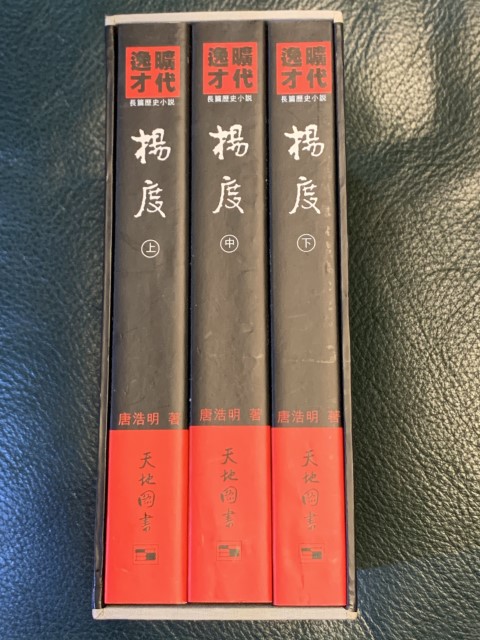 曠代
逸才
長篇歷史小說
楊度
上
唐浩明 著
天地圖書
曠代
逸才
長篇歷史小說
楊度
中
唐浩明 著
天地圖書
曠代
逸才
長篇歷史小說
楊度
下
唐浩明 著
天地圖書